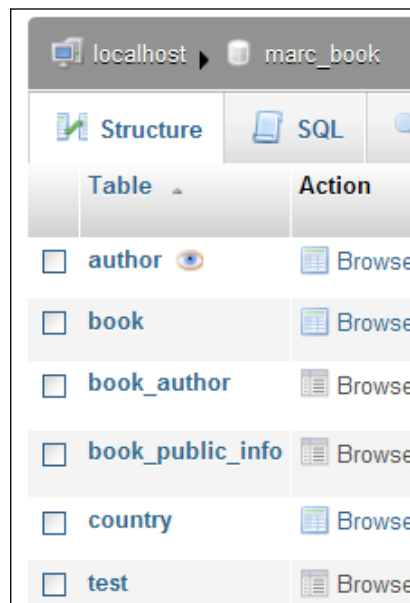 localhost ▸ marc_book
Structure SQL
Table Action
author Browse
book Browse
book_author Browse
book_public_info Browse
country Browse
test Browse